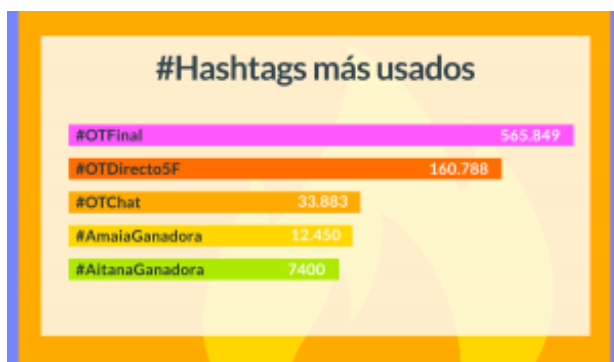 #Hashtags más usados
#OTFinal 565.849
#OTDirecto5F 160.788
#OTChat 33.883
#AmaiaGanadora 12.450
#AitanaGanadora 7400